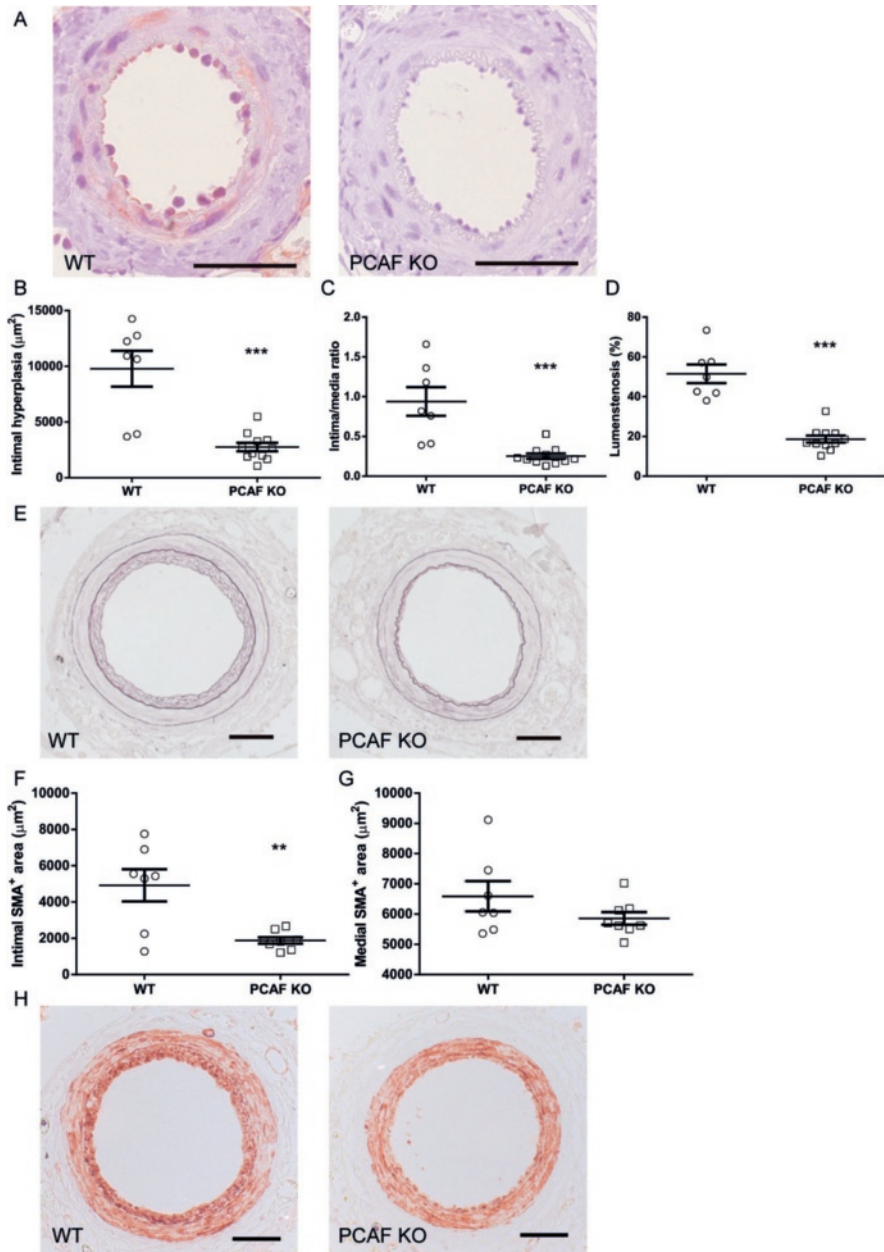 A
WT
PCAF KO
B
Intimal hyperplasia (μm²)
15000
10000
5000
0
***
WT
PCAF KO
C
Intima/media ratio
2.0
1.5
1.0
0.5
0.0
***
WT
PCAF KO
D
Lumenstenosis (%)
80
60
40
20
0
***
WT
PCAF KO
E
WT
PCAF KO
F
Intimal SMA⁺ area (μm²)
10000
8000
6000
4000
2000
0
**
WT
PCAF KO
G
Medial SMA⁺ area (μm²)
10000
9000
8000
7000
6000
5000
4000
WT
PCAF KO
H
WT
PCAF KO